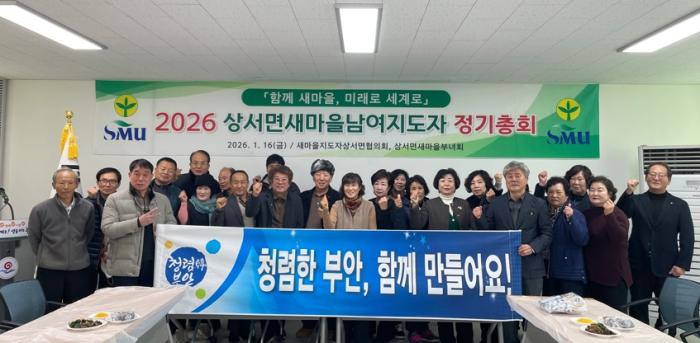 『함께 새마을, 미래로 세계로』
SMU
2026 상서면새마을남여지도자 정기총회
SMU
2026. 1. 16(금) / 새마을지도자상서면협의회, 상서면새마을부녀회
청렴
부안
청렴한 부안, 함께 만들어요!